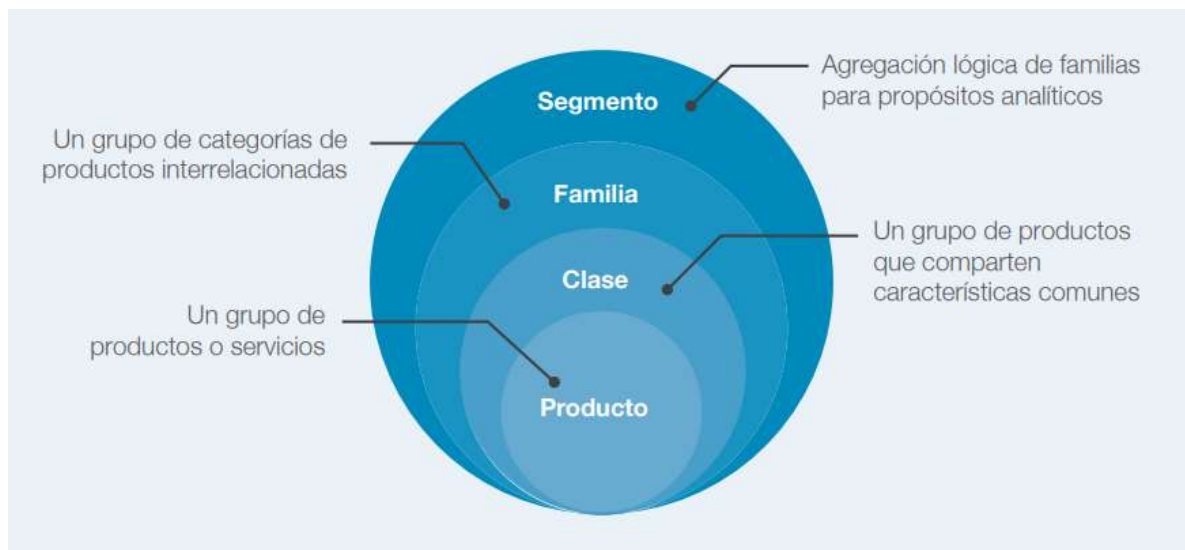 Segmento
Agregación lógica de familias
para propósitos analíticos
Un grupo de categorías de
productos interrelacionadas
Familia
Un grupo de productos
que comparten
características comunes
Clase
Un grupo de
productos o servicios
Producto